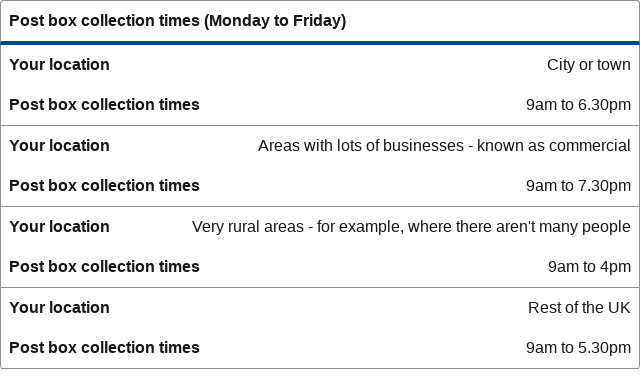 Post box collection times (Monday to Friday)
Your location City or town
Post box collection times 9am to 6.30pm
Your location Areas with lots of businesses - known as commercial
Post box collection times 9am to 7.30pm
Your location Very rural areas - for example, where there aren't many people
Post box collection times 9am to 4pm
Your location Rest of the UK
Post box collection times 9am to 5.30pm